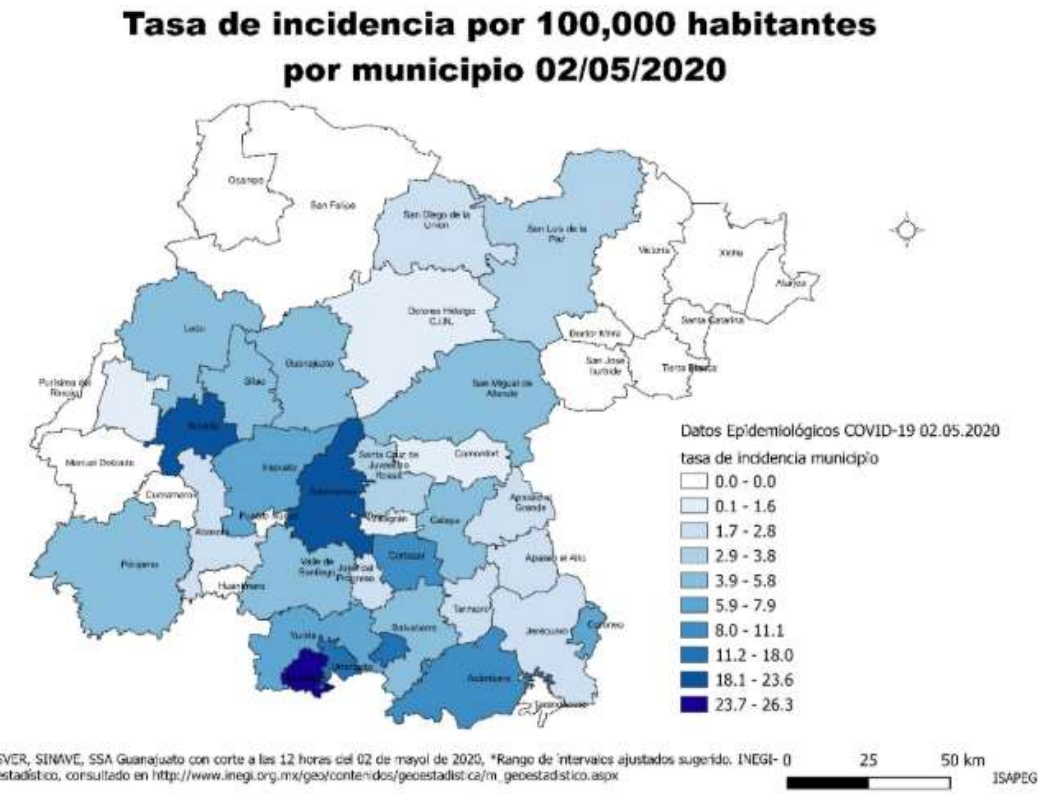 Tasa de incidencia por 100,000 habitantes
por municipio 02/05/2020
Ocampo
San Felipe
San Diego de la
Unión
San Luis de la
Paz
Victoria
Xichú
Atarjea
Dolores Hidalgo
C.I.N.
Santa Catarina
Doctor Mora
San José
Iturbide
Tierra Blanca
León
Guanajuato
Silao
San Miguel de
Allende
Purísima del
Rincón
Romita
Manuel Doblado
Irapuato
Santa Cruz de
Juventino
Rosas
Comonfort
Salamanca
Cuerámaro
Apaseo el
Grande
Villagrán
Celaya
Abasolo
Pénjamo
Valle de
Santiago
Jaral del
Progreso
Cortazar
Apaseo el Alto
Huanímaro
Tarimoro
Salvatierra
Jerécuaro
Coroneo
Yuriria
Uriangato
Acámbaro
Tarandacuao
Datos Epidemiológicos COVID-19 02.05.2020
tasa de incidencia municipio
0.0 - 0.0
0.1 - 1.6
1.7 - 2.8
2.9 - 3.8
3.9 - 5.8
5.9 - 7.9
8.0 - 11.1
11.2 - 18.0
18.1 - 23.6
23.7 - 26.3
SVER, SINAVE, SSA Guanajuato con corte a las 12 horas del 02 de mayol de 2020, *Rango de intervalos ajustados sugerido. INEGI-
estadístico, consultado en http://www.inegi.org.mx/geo/contenidos/geoestadistica/m_geoestadistico.aspx
0 25 50 km
ISAPEG